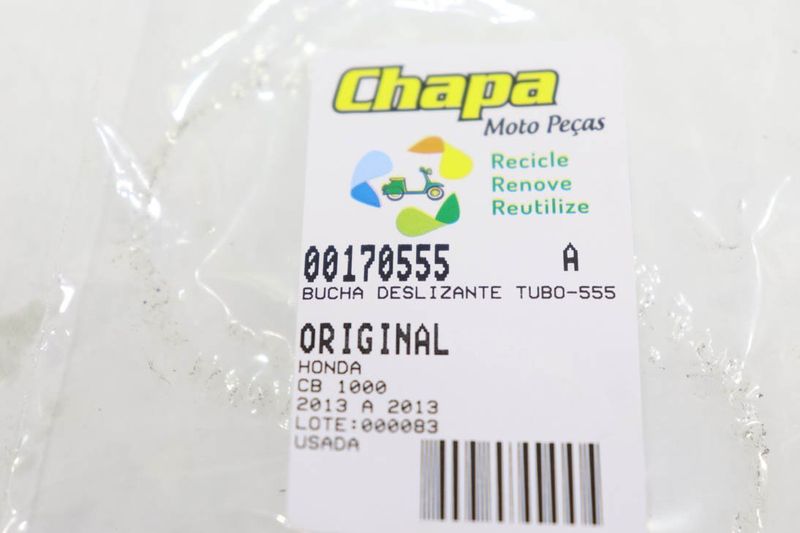 Chapa
Moto Peças
Recicle
Renove
Reutilize
00170555 A
BUCHA DESLIZANTE TUBO-555
ORIGINAL
HONDA
CB 1000
2013 A 2013
LOTE:000083
USADA